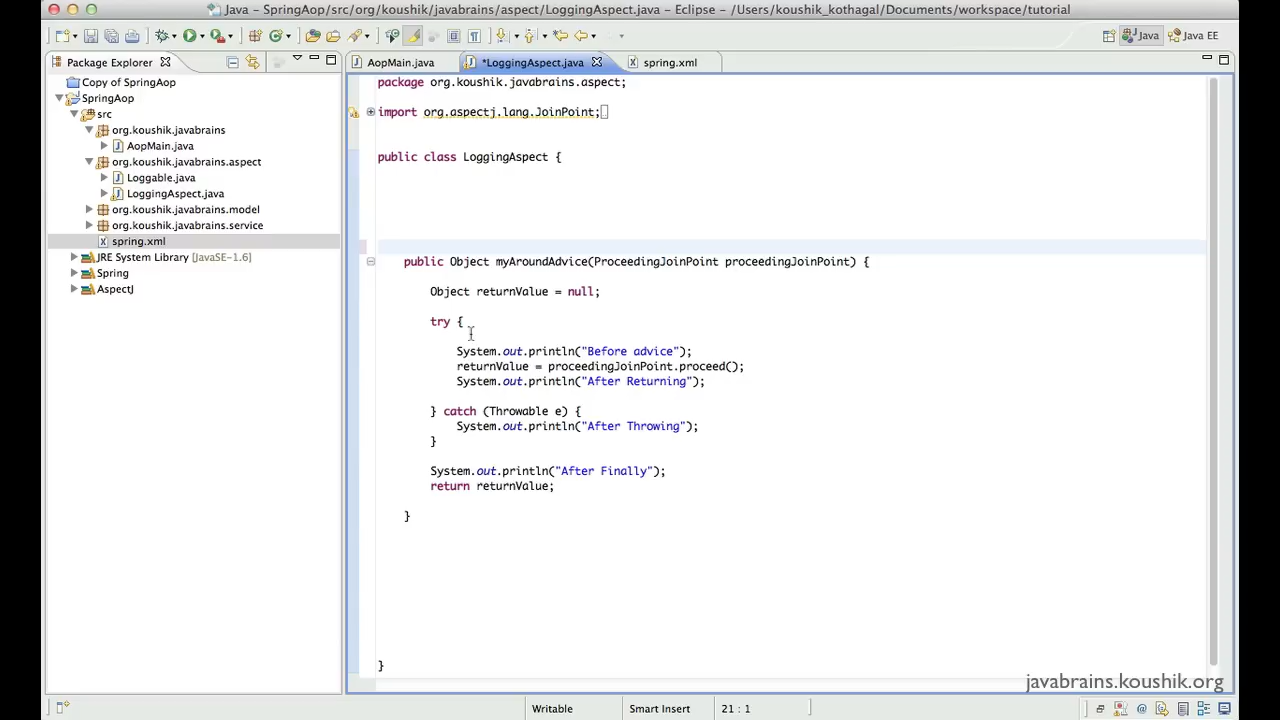 Java - SpringAop/src/org/koushik/javabrains/aspect/LoggingAspect.java - Eclipse - /Users/koushik_kothagal/Documents/workspace/tutorial
Java
Java EE
Package Explorer
AopMain.java
*LoggingAspect.java
spring.xml
Copy of SpringAop
SpringAop
src
org.koushik.javabrains
AopMain.java
org.koushik.javabrains.aspect
Loggable.java
LoggingAspect.java
org.koushik.javabrains.model
org.koushik.javabrains.service
spring.xml
JRE System Library [JavaSE-1.6]
Spring
AspectJ
package org.koushik.javabrains.aspect;
import org.aspectj.lang.JoinPoint;
public class LoggingAspect {
public Object myAroundAdvice(ProceedingJoinPoint proceedingJoinPoint) {
Object returnValue = null;
try {
System.out.println("Before advice");
returnValue = proceedingJoinPoint.proceed();
System.out.println("After Returning");
} catch (Throwable e) {
System.out.println("After Throwing");
}
System.out.println("After Finally");
return returnValue;
}
}
javabrains.koushik.org
Writable
Smart Insert
21 : 1